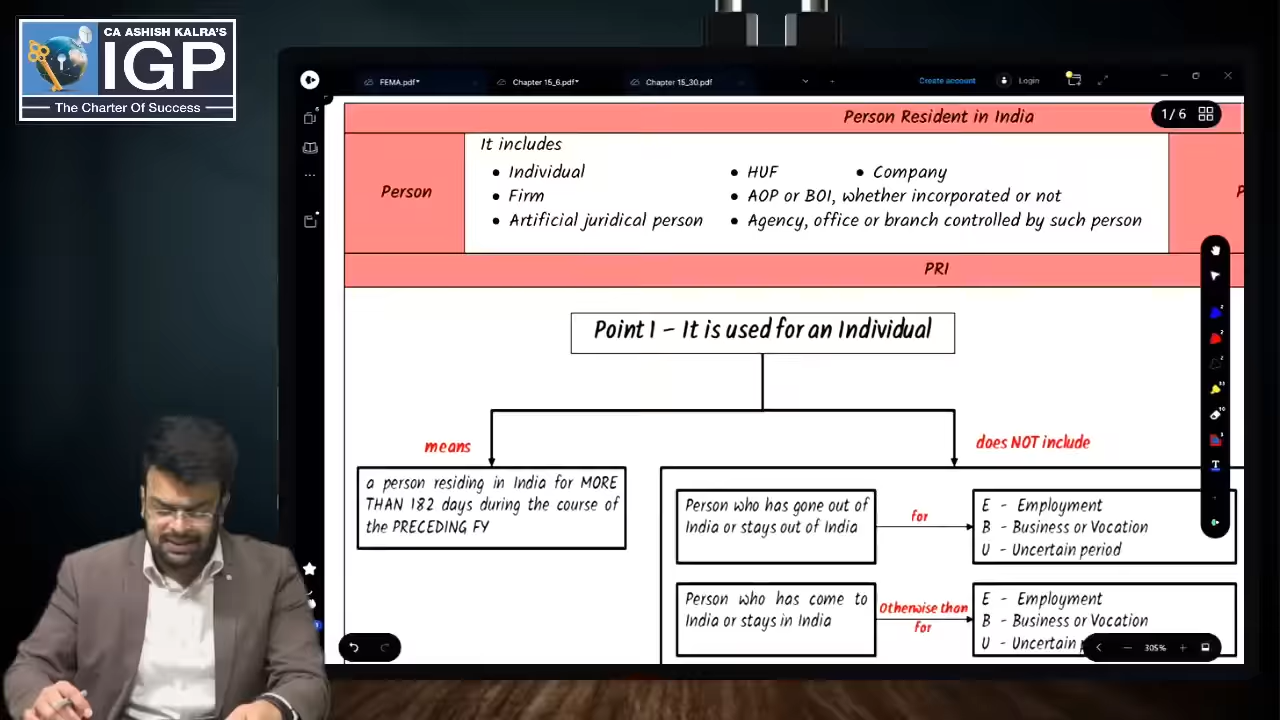 CA ASHISH KALRA'S
IGP
The Charter Of Success
FEMA.pdf*
Chapter 15_6.pdf*
Chapter 15_30.pdf
Create account
Login
Person Resident in India
1/6
Person
It includes
• Individual
• HUF
• Company
• Firm
• AOP or BOI, whether incorporated or not
• Artificial juridical person
• Agency, office or branch controlled by such person
PRI
Point 1 – It is used for an Individual
means
does NOT include
a person residing in India for MORE
THAN 182 days during the course of
the PRECEDING FY
Person who has gone out of
India or stays out of India
for
E - Employment
B - Business or Vocation
U - Uncertain period
Person who has come to
India or stays in India
Otherwise than
for
E - Employment
B - Business or Vocation
U - Uncertain
305%